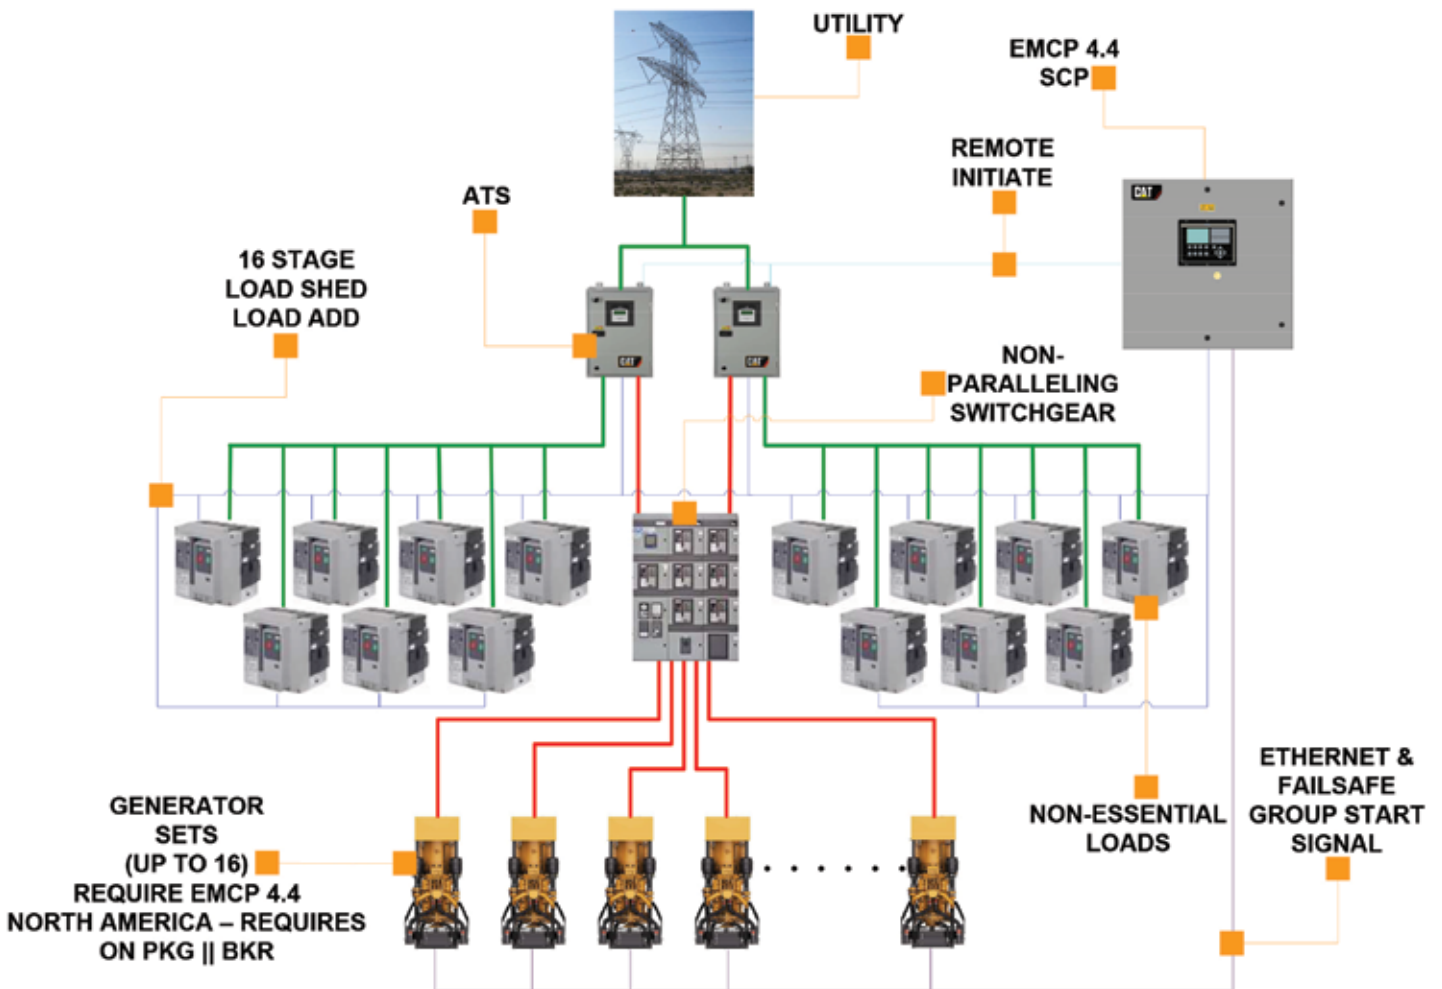 UTILITY
EMCP 4.4
SCP
REMOTE
INITIATE
ATS
16 STAGE
LOAD SHED
LOAD ADD
CAT
CAT
CAT
NON-
PARALLELING
SWITCHGEAR
GENERATOR
SETS
(UP TO 16)
REQUIRE EMCP 4.4
NORTH AMERICA – REQUIRES
ON PKG || BKR
NON-ESSENTIAL
LOADS
ETHERNET &
FAILSAFE
GROUP START
SIGNAL